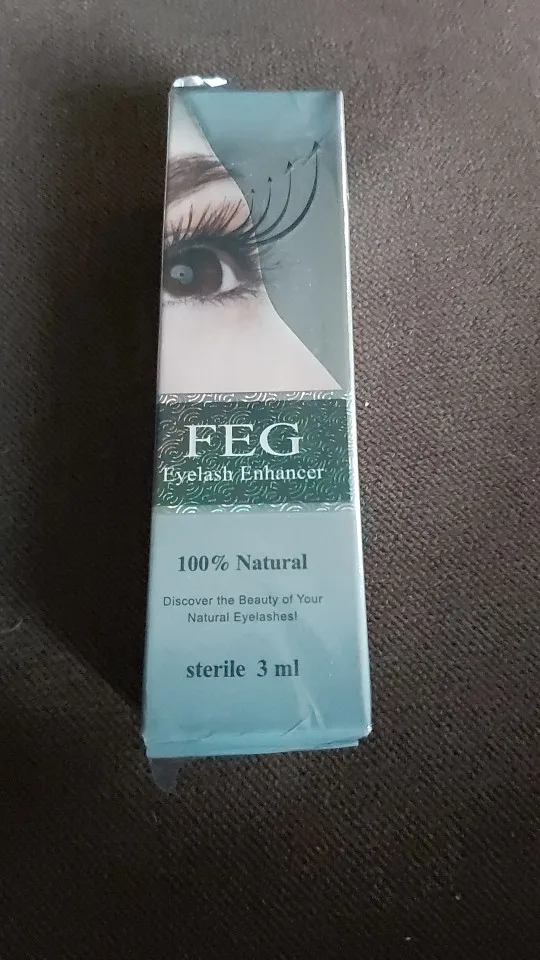 FEG
Eyelash Enhancer
100% Natural
Discover the Beauty of Your
Natural Eyelashes!
sterile 3 ml